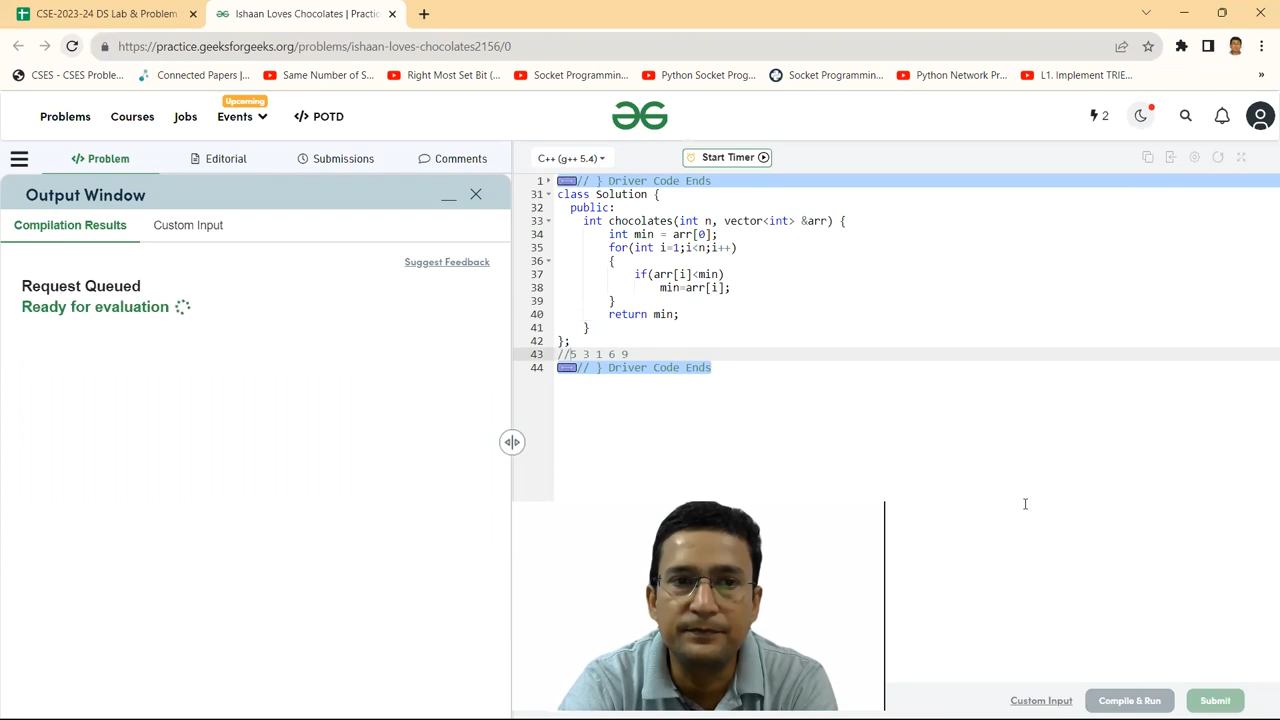 CSE-2023-24 DS Lab & Problem
Ishaan Loves Chocolates | Practic
https://practice.geeksforgeeks.org/problems/ishaan-loves-chocolates2156/0
CSES - CSES Proble...
Connected Papers |...
Same Number of S...
Right Most Set Bit (...
Socket Programmin...
Python Socket Prog...
Socket Programmin...
Python Network Pr...
L1. Implement TRIE...
»
Problems
Courses
Jobs
Upcoming
Events
</> POTD
2
</> Problem
Editorial
Submissions
Comments
C++ (g++ 5.4)
Start Timer
Output Window
Compilation Results
Custom Input
Suggest Feedback
Request Queued
Ready for evaluation
1 // } Driver Code Ends
31 class Solution {
32 public:
33 int chocolates(int n, vector<int> &arr) {
34 int min = arr[0];
35 for(int i=1;i<n;i++)
36 {
37 if(arr[i]<min)
38 min=arr[i];
39 }
40 return min;
41 }
42 };
43 //5 3 1 6 9
44 // } Driver Code Ends
Custom Input
Compile & Run
Submit